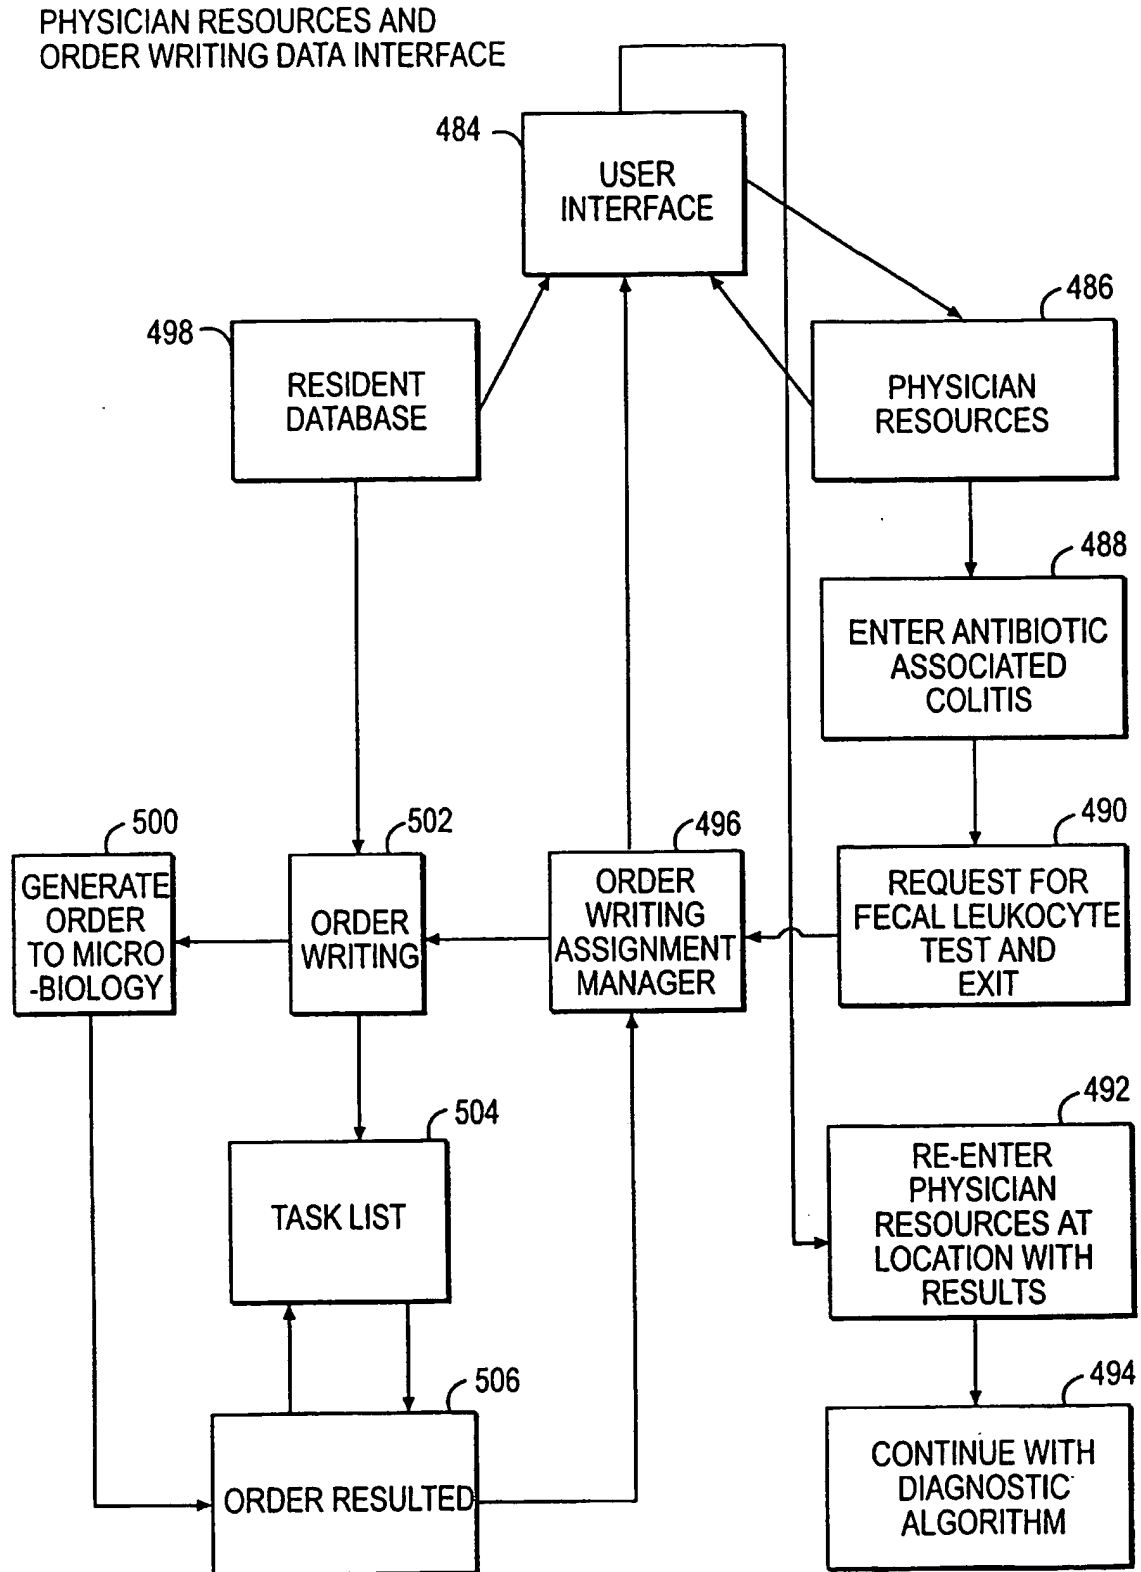 PHYSICIAN RESOURCES AND
ORDER WRITING DATA INTERFACE
484
USER
INTERFACE
486
PHYSICIAN
RESOURCES
498
RESIDENT
DATABASE
488
ENTER ANTIBIOTIC
ASSOCIATED
COLITIS
500
GENERATE
ORDER
TO MICRO
-BIOLOGY
502
ORDER
WRITING
496
ORDER
WRITING
ASSIGNMENT
MANAGER
490
REQUEST FOR
FECAL LEUKOCYTE
TEST AND
EXIT
504
TASK LIST
492
RE-ENTER
PHYSICIAN
RESOURCES AT
LOCATION WITH
RESULTS
506
ORDER RESULTED
494
CONTINUE WITH
DIAGNOSTIC
ALGORITHM